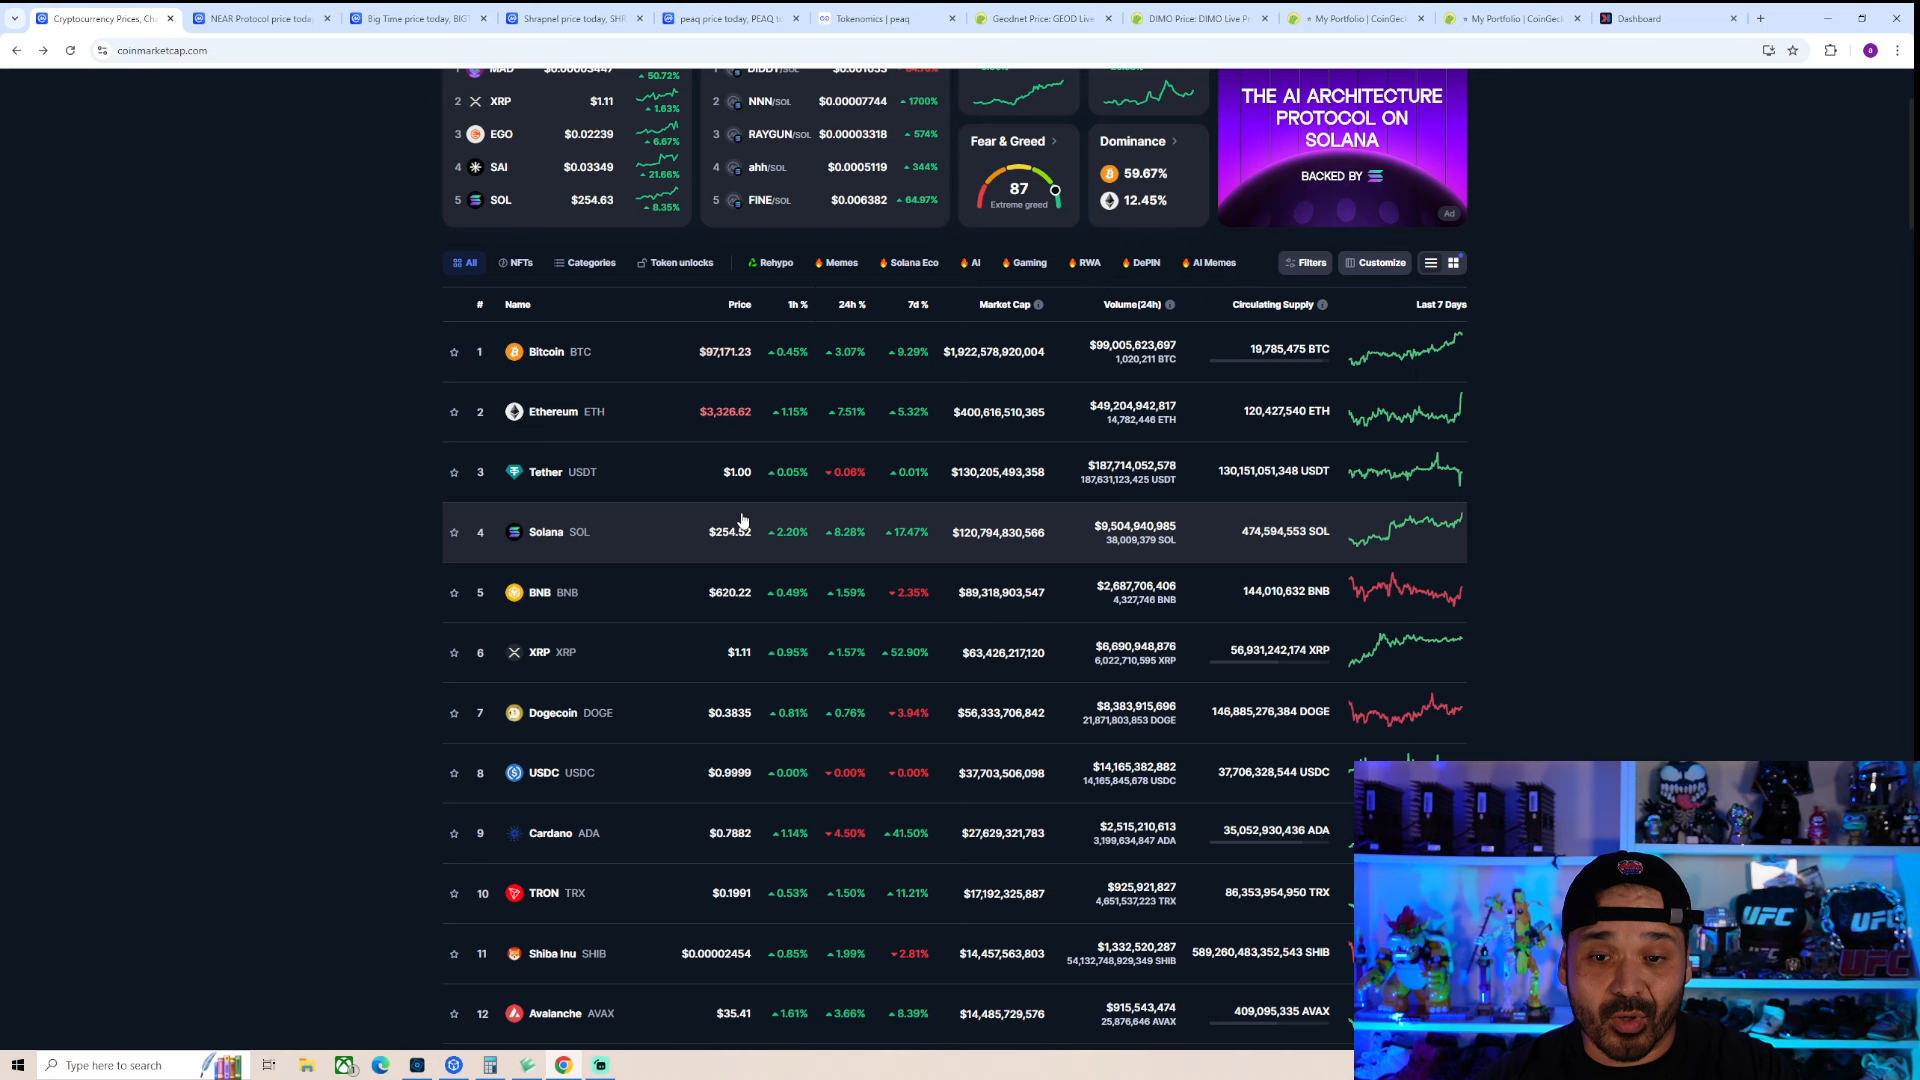 Cryptocurrency Prices, Cha
NEAR Protocol price toda
Big Time price today, BIGT
Shrapnel price today, SHR
peaq price today, PEAQ to
Tokenomics | peaq
Geodnet Price: GEOD Live
DIMO Price: DIMO Live Pr
My Portfolio | CoinGeck
My Portfolio | CoinGeck
Dashboard
coinmarketcap.com
a
1 MAD $0.00003447 50.72%
2 XRP $1.11 1.63%
3 EGO $0.02239 6.67%
4 SAI $0.03349 21.66%
5 SOL $254.63 8.35%
1 DIDDY/SOL
2 NNN/SOL $0.00007744 1700%
3 RAYGUN/SOL $0.00003318 574%
4 ahh/SOL $0.0005119 344%
5 FINE/SOL $0.006382 64.97%
Fear & Greed >
87
Extreme greed
Dominance >
59.67%
12.45%
THE AI ARCHITECTURE
PROTOCOL ON
SOLANA
BACKED BY
Ad
All NFTs Categories Token unlocks Rehypo Memes Solana Eco AI Gaming RWA DePIN AI Memes Filters Customize
# Name Price 1h % 24h % 7d % Market Cap Volume(24h) Circulating Supply Last 7 Days
1 Bitcoin BTC $97,171.23 0.45% 3.07% 9.29% $1,922,578,920,004 $99,005,623,697 19,785,475 BTC
1,020,211 BTC
2 Ethereum ETH $3,326.62 1.15% 7.51% 5.32% $400,616,510,365 $49,204,942,817 120,427,540 ETH
14,782,446 ETH
3 Tether USDT $1.00 0.05% 0.06% 0.01% $130,205,493,358 $187,714,052,578 130,151,051,348 USDT
187,631,123,425 USDT
4 Solana SOL $254.52 2.20% 8.28% 17.47% $120,794,830,566 $9,504,940,985 474,594,553 SOL
38,009,379 SOL
5 BNB BNB $620.22 0.49% 1.59% 2.35% $89,318,903,547 $2,687,706,406 144,010,632 BNB
4,327,746 BNB
6 XRP XRP $1.11 0.95% 1.57% 52.90% $63,426,217,120 $6,690,948,876 56,931,242,174 XRP
6,022,710,595 XRP
7 Dogecoin DOGE $0.3835 0.81% 0.76% 3.94% $56,333,706,842 $8,383,915,696 146,885,276,384 DOGE
21,871,803,853 DOGE
8 USDC USDC $0.9999 0.00% 0.00% 0.00% $37,703,506,098 $14,165,382,882 37,706,328,544 USDC
14,165,845,678 USDC
9 Cardano ADA $0.7882 1.14% 4.50% 41.50% $27,629,321,783 $2,515,210,613 35,052,930,436 ADA
3,199,634,847 ADA
10 TRON TRX $0.1991 0.53% 1.50% 11.21% $17,192,325,887 $925,921,827 86,353,954,950 TRX
4,651,537,223 TRX
11 Shiba Inu SHIB $0.00002454 0.85% 1.99% 2.81% $14,457,563,803 $1,332,520,287 589,260,483,352,543 SHIB
54,132,748,929,349 SHIB
12 Avalanche AVAX $35.41 1.61% 3.66% 8.39% $14,485,729,576 $915,543,474 409,095,335 AVAX
25,876,646 AVAX
UFC
UFC
UFC
Type here to search